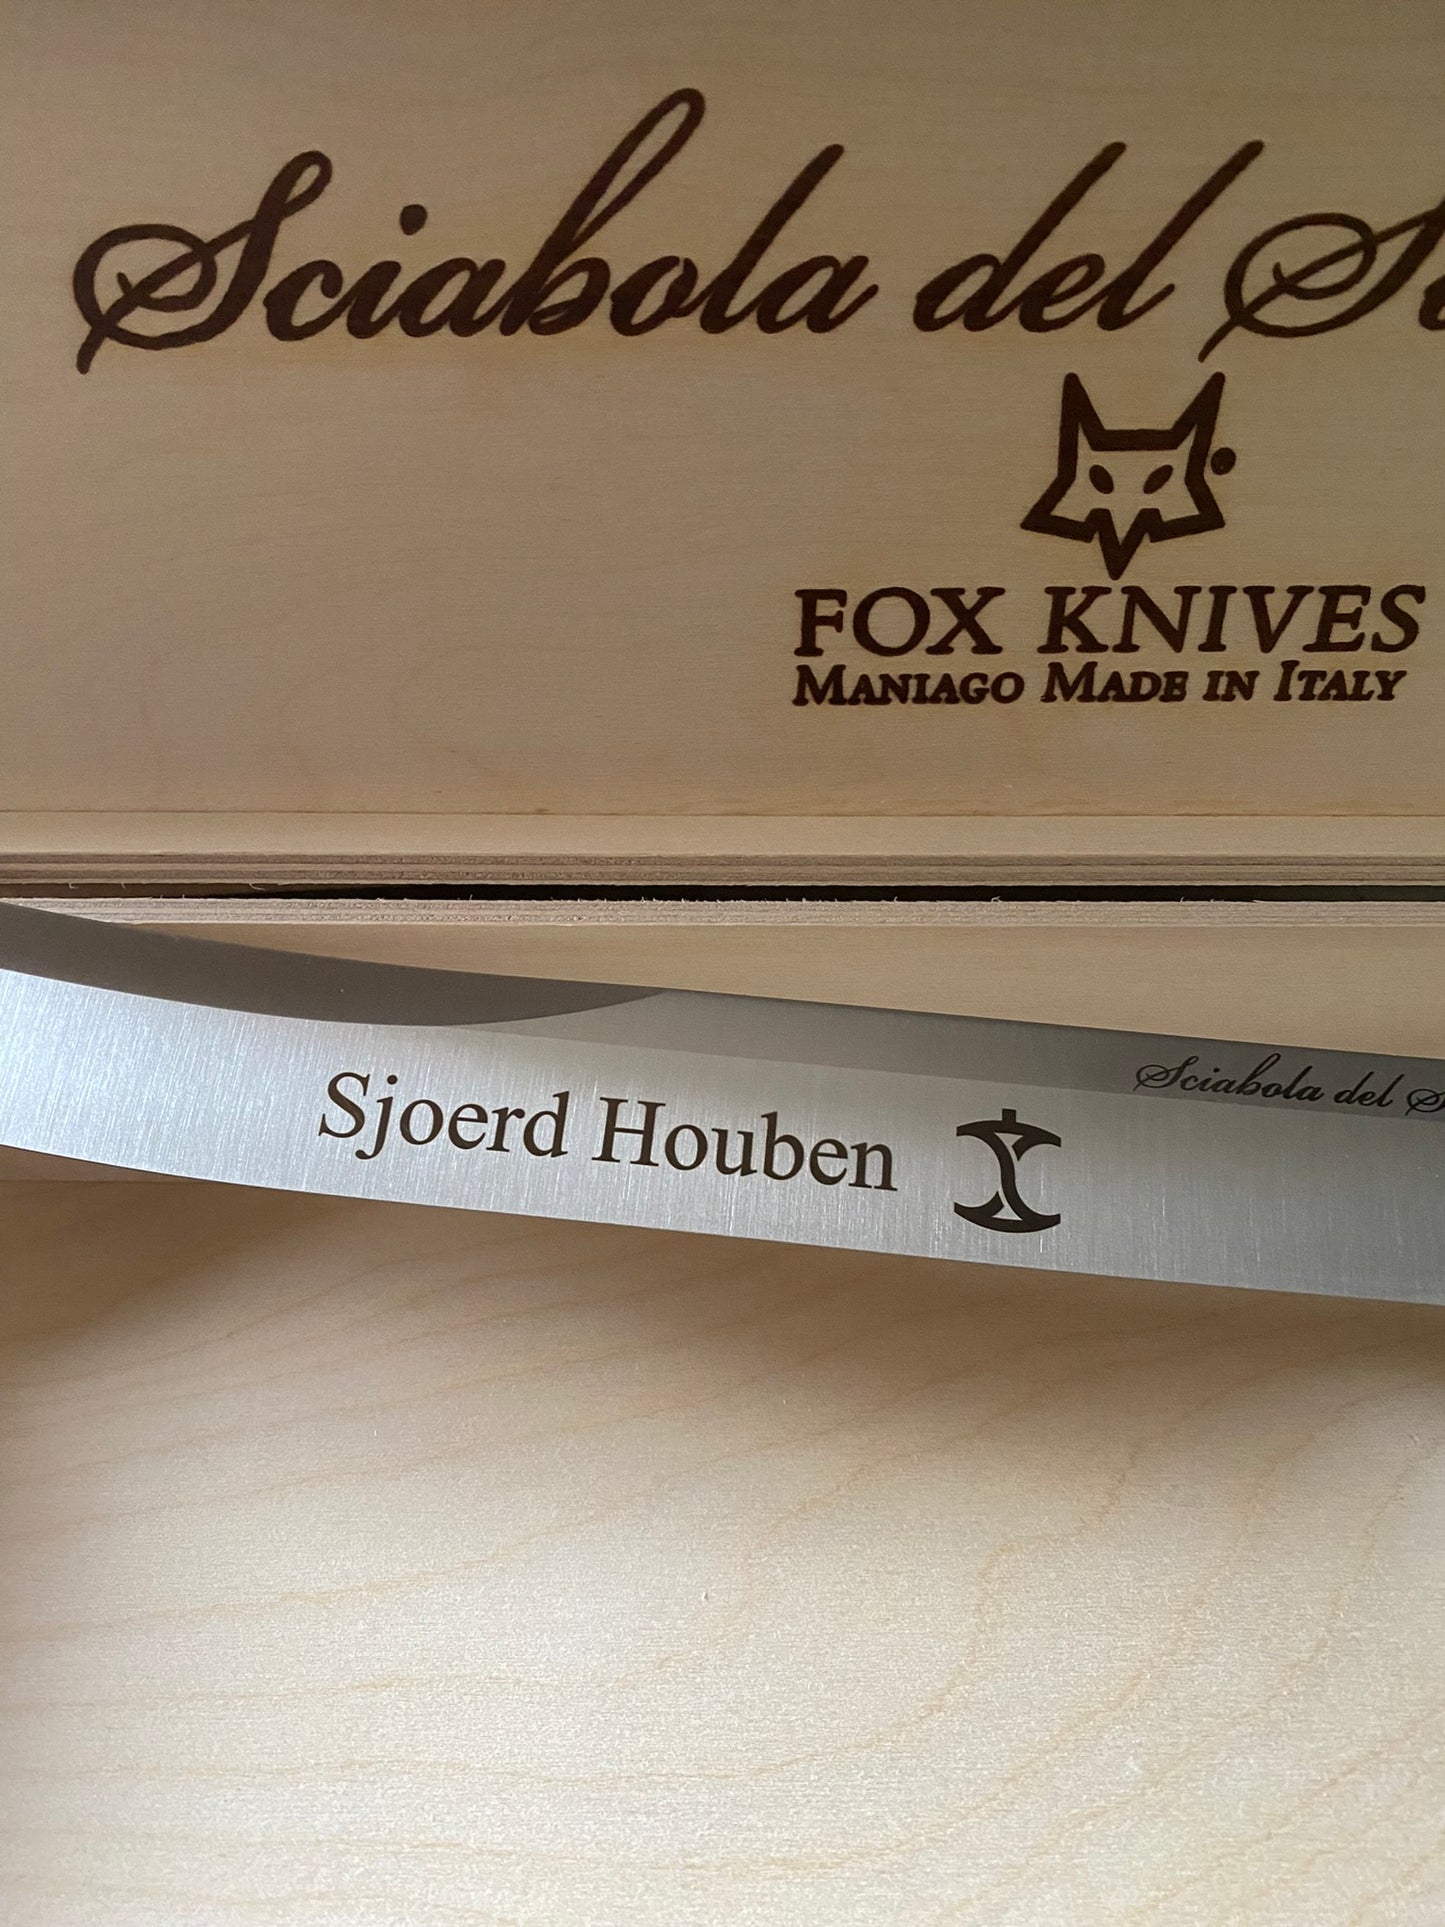 Sciabola del
FOX KNIVES
MANIAGO MADE IN ITALY
Sciabola del
Sjoerd Houben